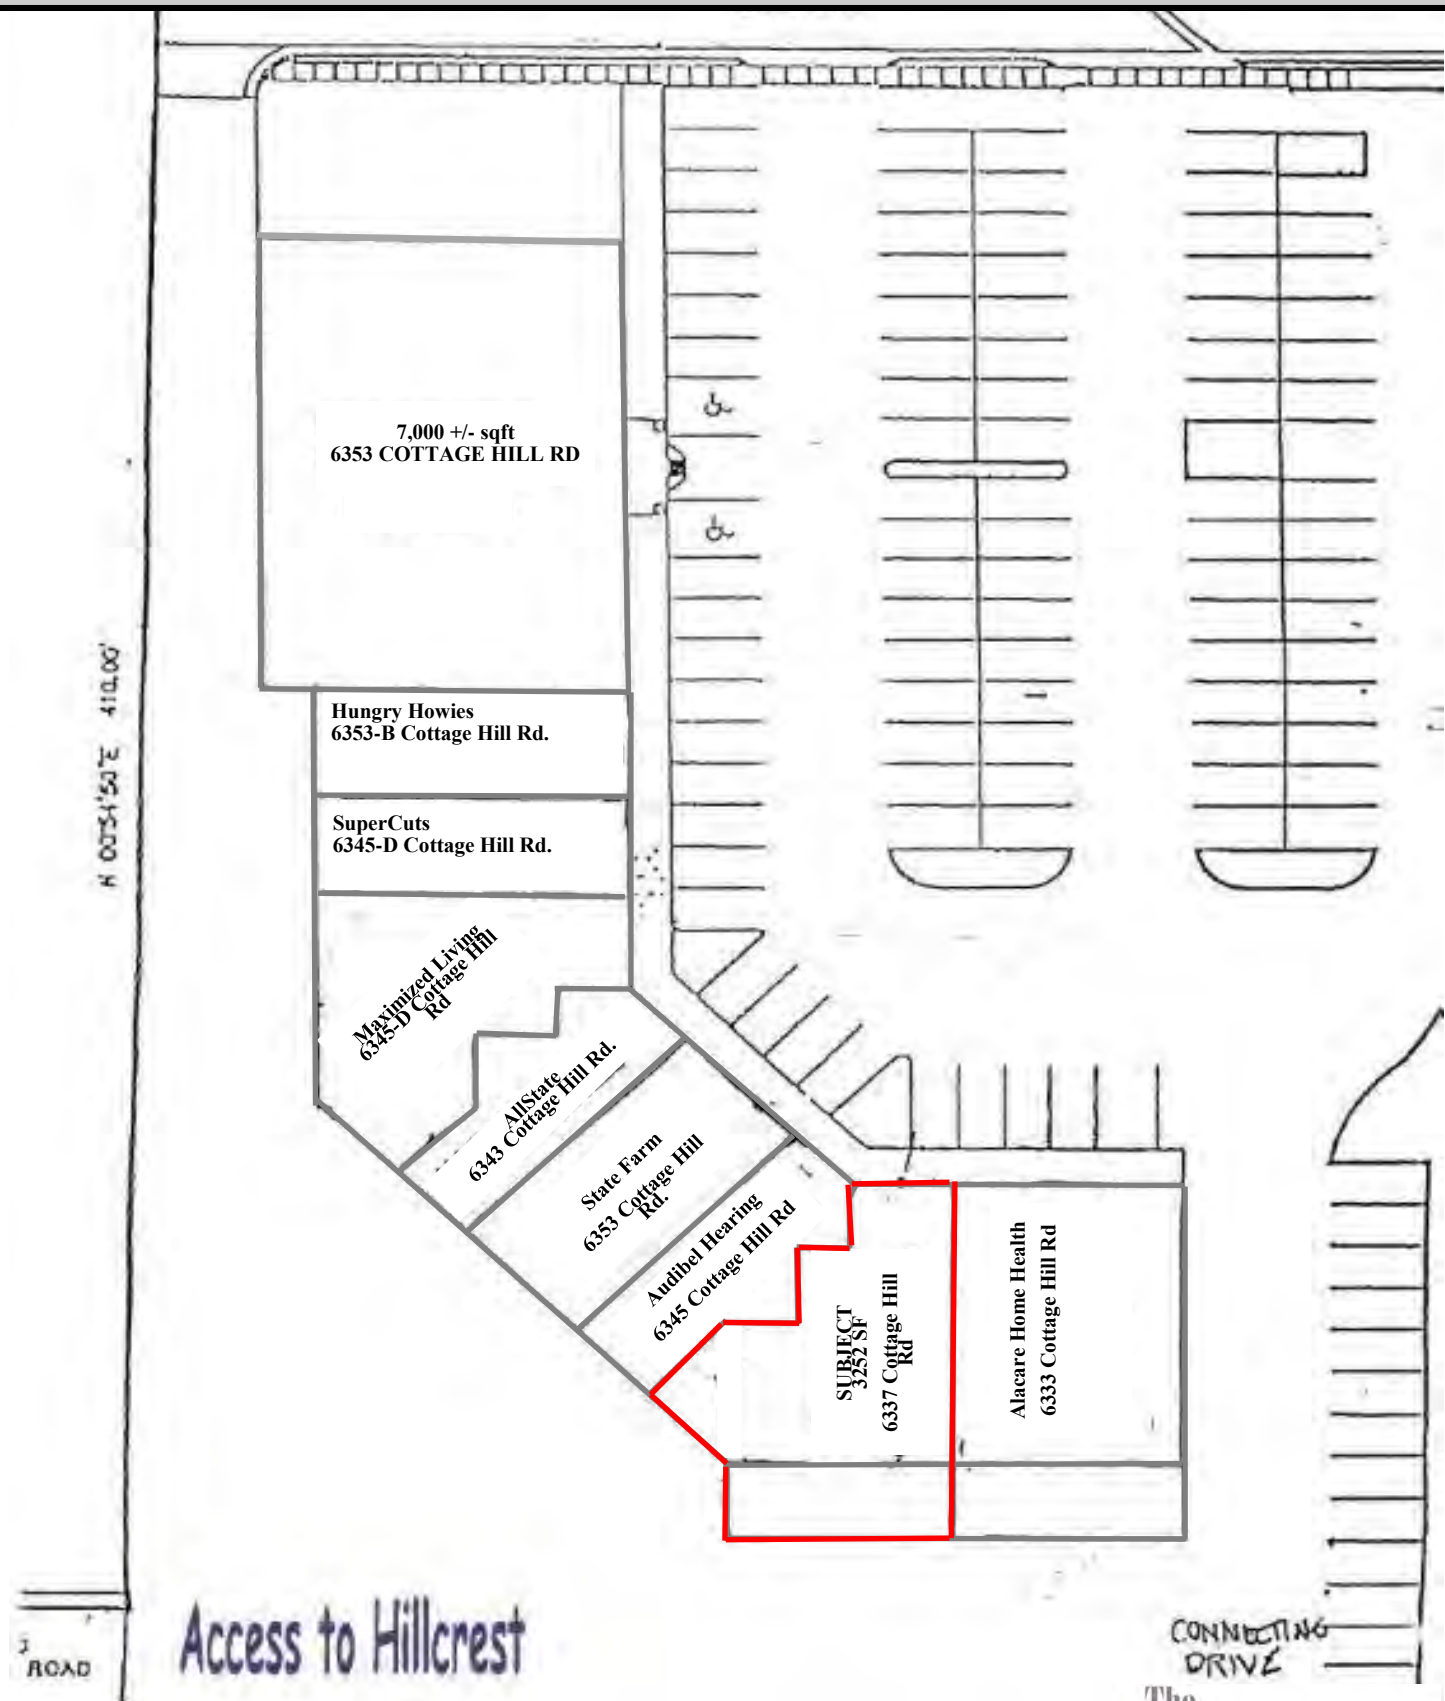 7,000 +/- sqft
6353 COTTAGE HILL RD
410.00'
Hungry Howies
6353-B Cottage Hill Rd.
SuperCuts
6345-D Cottage Hill Rd.
Maximized Living
6345-D Cottage Hill
Rd
AllState
6343 Cottage Hill Rd.
State Farm
6353 Cottage Hill
Rd.
Audibel Hearing
6345 Cottage Hill Rd
SUBJECT
3252 SF
6337 Cottage Hill
Rd
Alacare Home Health
6333 Cottage Hill Rd
ROAD
Access to Hillcrest
CONNECTING
DRIVE
The